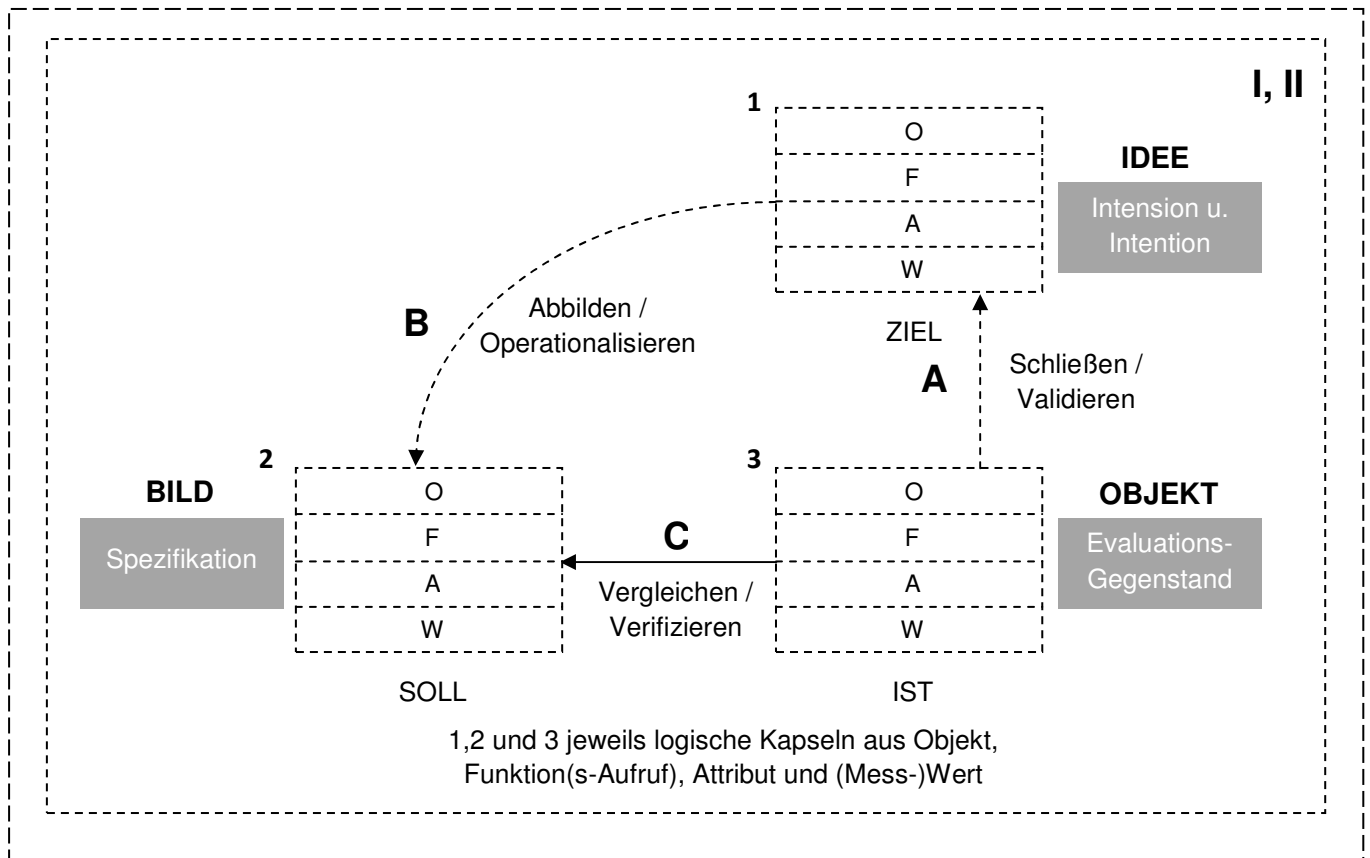 I, II
1
O
F
A
W
IDEE
Intension u.
Intention
ZIEL
B
Abbilden /
Operationalisieren
A
Schließen /
Validieren
2
BILD
Spezifikation
O
F
A
W
SOLL
C
Vergleichen /
Verifizieren
3
O
F
A
W
IST
OBJEKT
Evaluations-
Gegenstand
1,2 und 3 jeweils logische Kapseln aus Objekt,
Funktion(s-Aufruf), Attribut und (Mess-)Wert